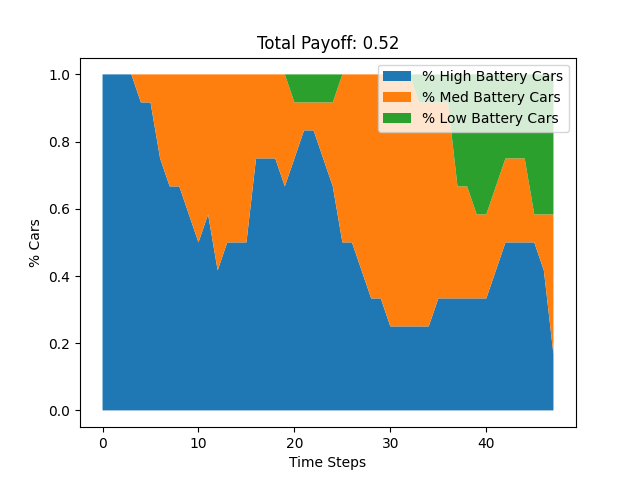 Total Payoff: 0.52
% High Battery Cars
% Med Battery Cars
% Low Battery Cars
1.0
0.8
0.6
0.4
0.2
0.0
% Cars
0 10 20 30 40
Time Steps